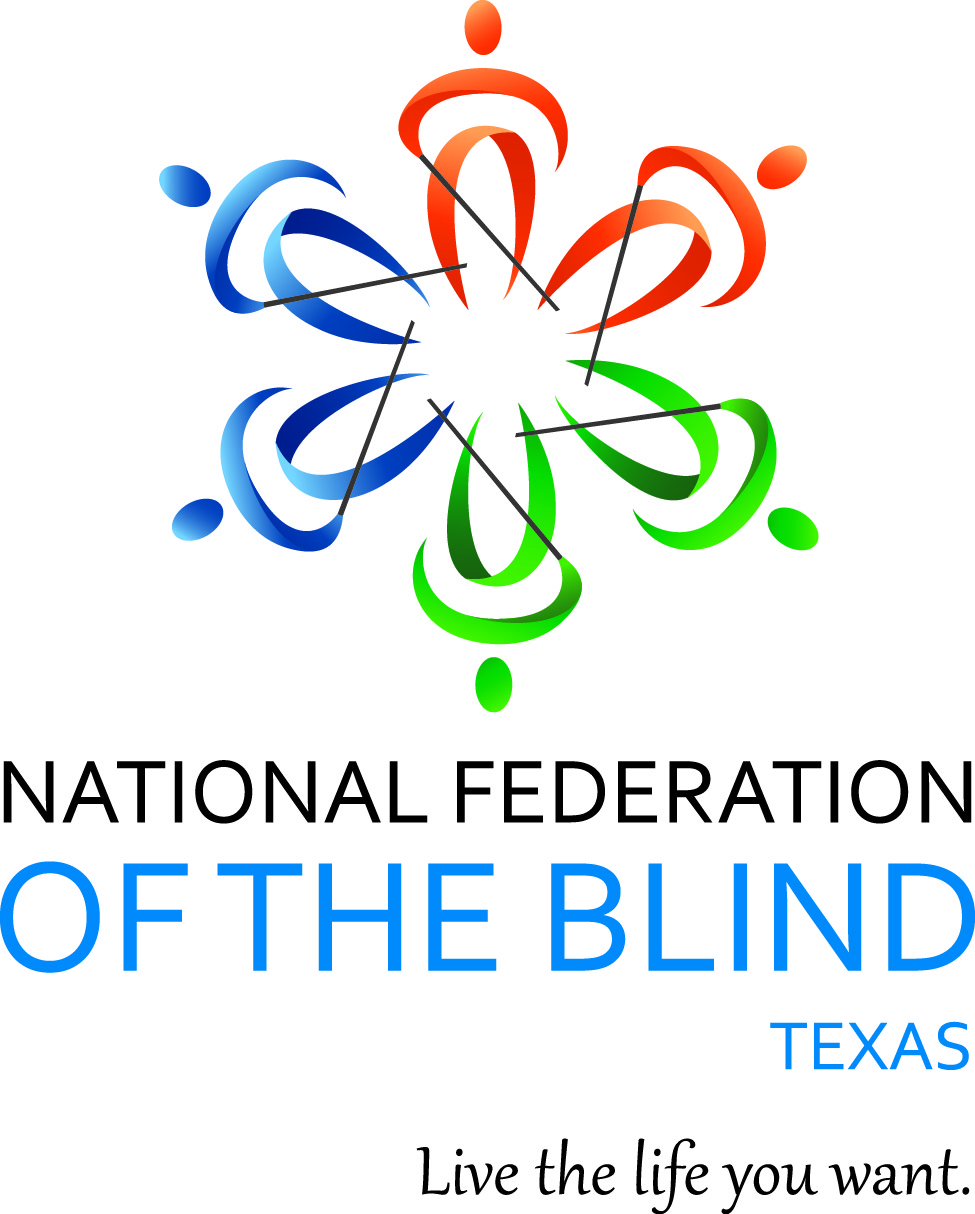 NATIONAL FEDERATION
OF THE BLIND
TEXAS
Live the life you want.